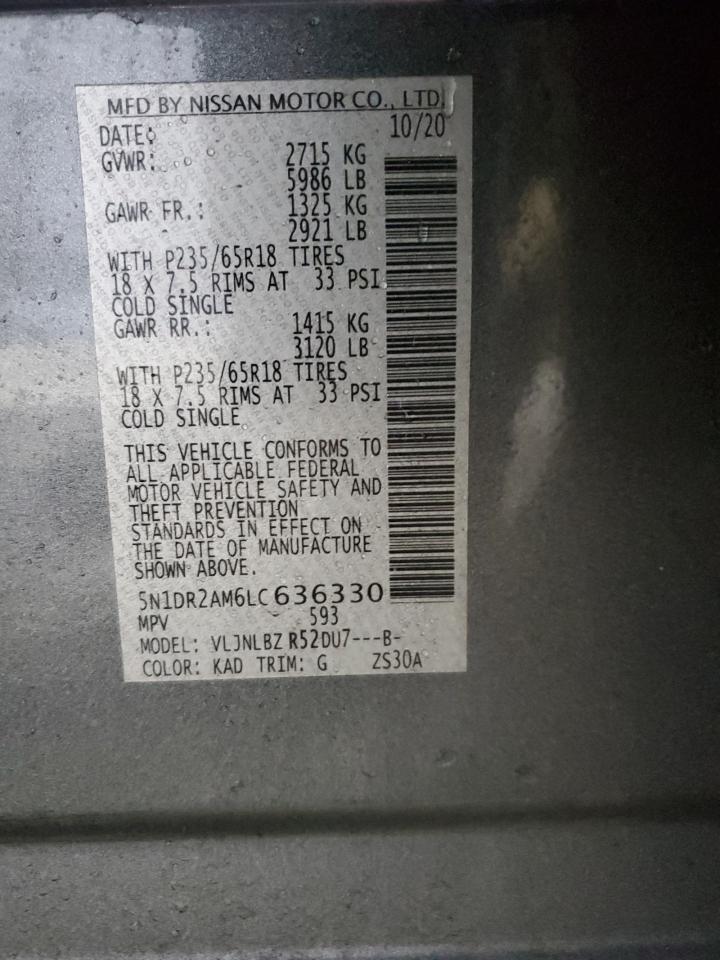 MFD BY NISSAN MOTOR CO., LTD.
DATE: 10/20
GVWR: 2715 KG
5986 LB
GAWR FR.: 1325 KG
2921 LB
WITH P235/65R18 TIRES
18 X 7.5 RIMS AT 33 PSI
COLD SINGLE
GAWR RR.: 1415 KG
3120 LB
WITH P235/65R18 TIRES
18 X 7.5 RIMS AT 33 PSI
COLD SINGLE
THIS VEHICLE CONFORMS TO
ALL APPLICABLE FEDERAL
MOTOR VEHICLE SAFETY AND
THEFT PREVENTION
STANDARDS IN EFFECT ON
THE DATE OF MANUFACTURE
SHOWN ABOVE.
5N1DR2AM6LC636330
MPV 593
MODEL: VLJNLBZ R52DU7---B-
COLOR: KAD TRIM: G ZS30A